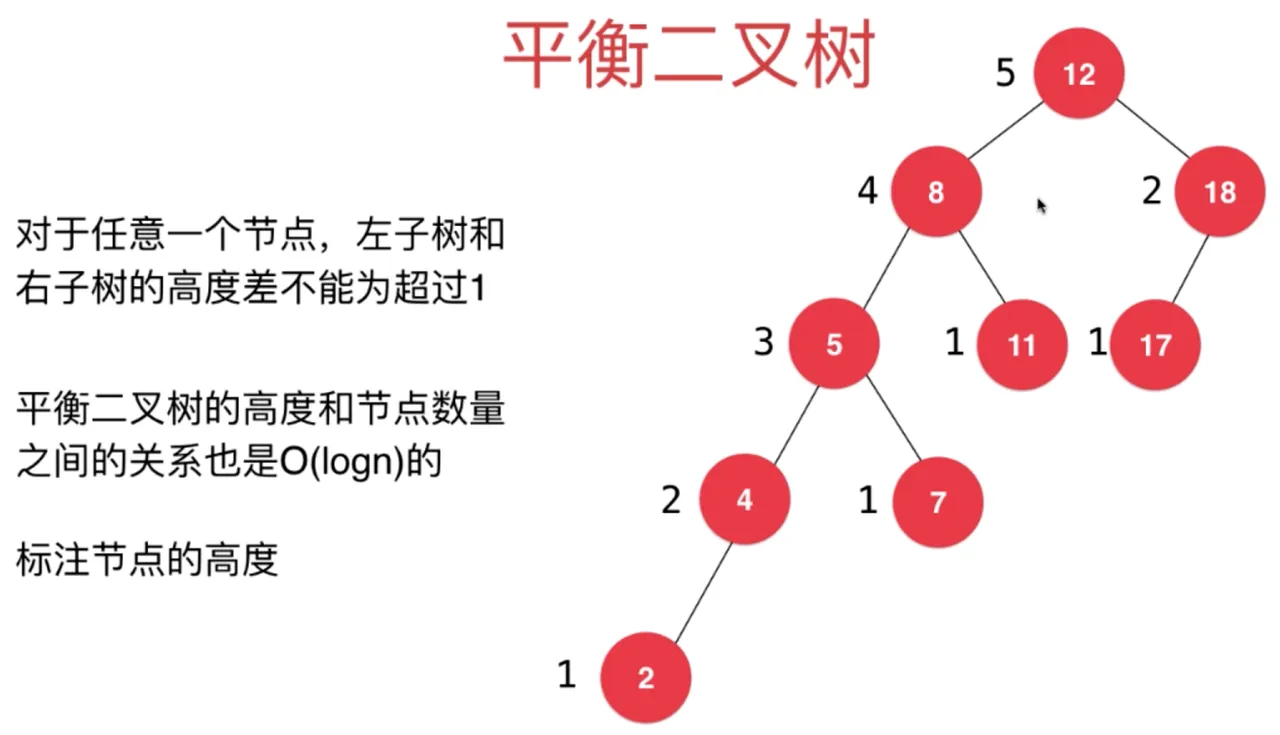 平衡二叉树
对于任意一个节点，左子树和
右子树的高度差不能为超过1
平衡二叉树的高度和节点数量
之间的关系也是O(logn)的
标注节点的高度
5 12
4 8 2 18
3 5 1 11 1 17
2 4 1 7
1 2